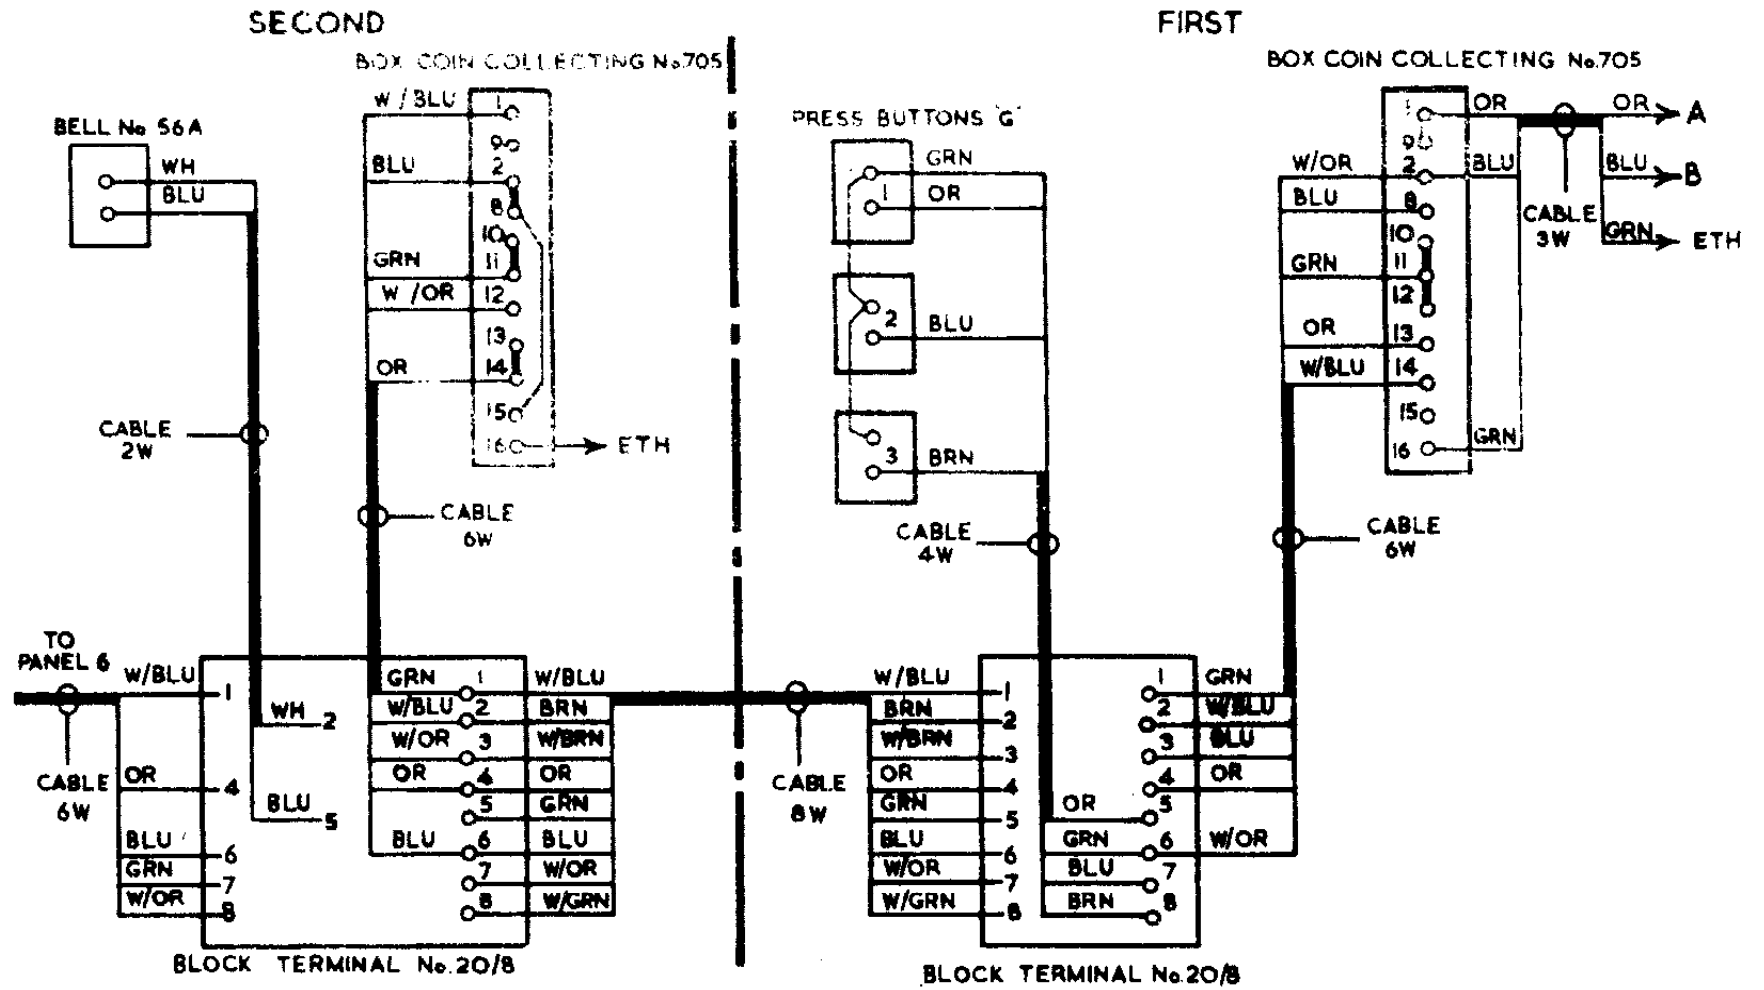 SECOND
FIRST
BOX COIN COLLECTING No.705
BELL No 56A
WH
BLU
W/BLU
BLU
GRN
W/OR
OR
1
9
2
8
10
11
12
13
14
15
16
ETH
CABLE
2W
CABLE
6W
PRESS BUTTONS "G"
GRN
1
OR
2
BLU
3
BRN
CABLE
4W
BOX COIN COLLECTING No.705
OR
OR
A
W/OR
BLU
BLU
B
BLU
GRN
ETH
CABLE
3W
GRN
OR
W/BLU
GRN
1
9
2
8
10
11
12
13
14
15
16
CABLE
6W
TO
PANEL 6
CABLE
6W
W/BLU
OR
BLU
GRN
W/OR
1
4
6
7
8
WH 2
BLU 5
GRN 1 W/BLU
W/BLU 2 BRN
W/OR 3 W/BRN
OR 4 OR
5 GRN
BLU 6 BLU
7 W/OR
8 W/GRN
BLOCK TERMINAL No.20/8
CABLE
8W
W/BLU 1
BRN 2
W/BRN 3
OR 4
GRN 5
BLU 6
W/OR 7
W/GRN 8
1 GRN
2 W/BLU
3 BLU
4 OR
OR 5
GRN 6 W/OR
BLU 7
BRN 8
BLOCK TERMINAL No.20/8